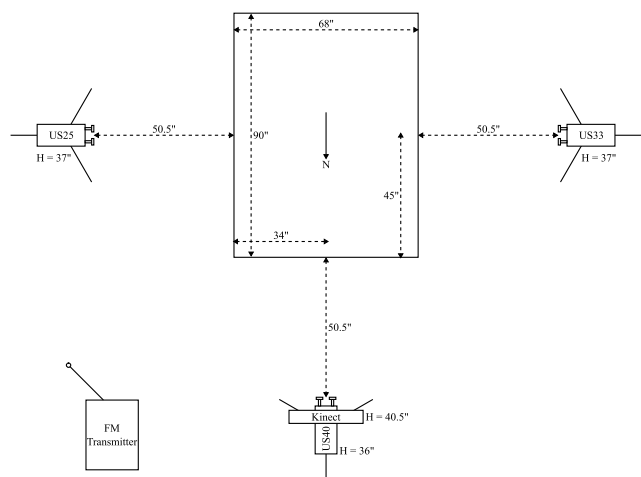 68"
US25
50.5"
90"
50.5"
US33
H = 37"
N
45"
H = 37"
34"
50.5"
Kinect
H = 40.5"
FM
Transmitter
US40
H = 36"